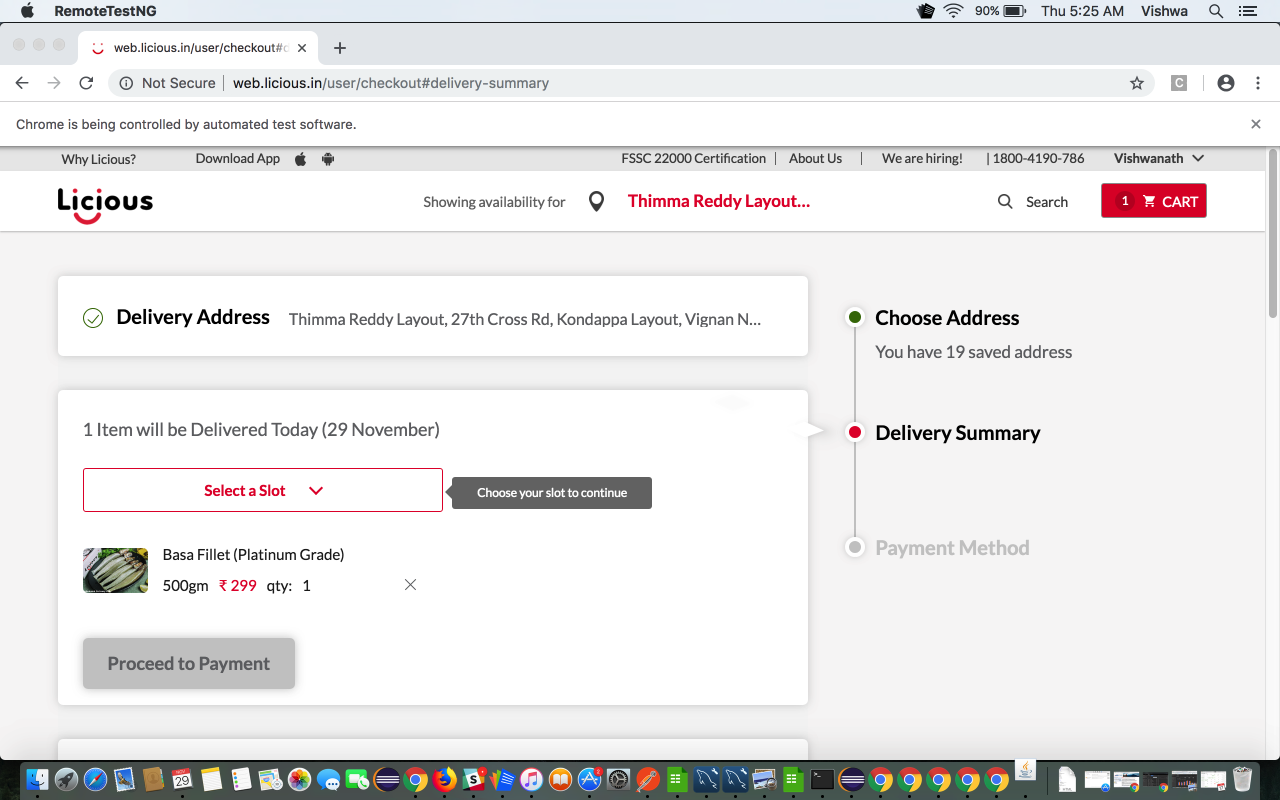 RemoteTestNG
90% Thu 5:25 AM Vishwa
web.licious.in/user/checkout#d
Not Secure web.licious.in/user/checkout#delivery-summary
C
Chrome is being controlled by automated test software.
Why Licious? Download App FSSC 22000 Certification | About Us | We are hiring! | 1800-4190-786 Vishwanath
Licious Showing availability for Thimma Reddy Layout... Search 1 CART
Delivery Address Thimma Reddy Layout, 27th Cross Rd, Kondappa Layout, Vignan N...
Choose Address
You have 19 saved address
1 Item will be Delivered Today (29 November)
Delivery Summary
Select a Slot Choose your slot to continue
Basa Fillet (Platinum Grade)
500gm ₹ 299 qty: 1
Payment Method
Proceed to Payment
29